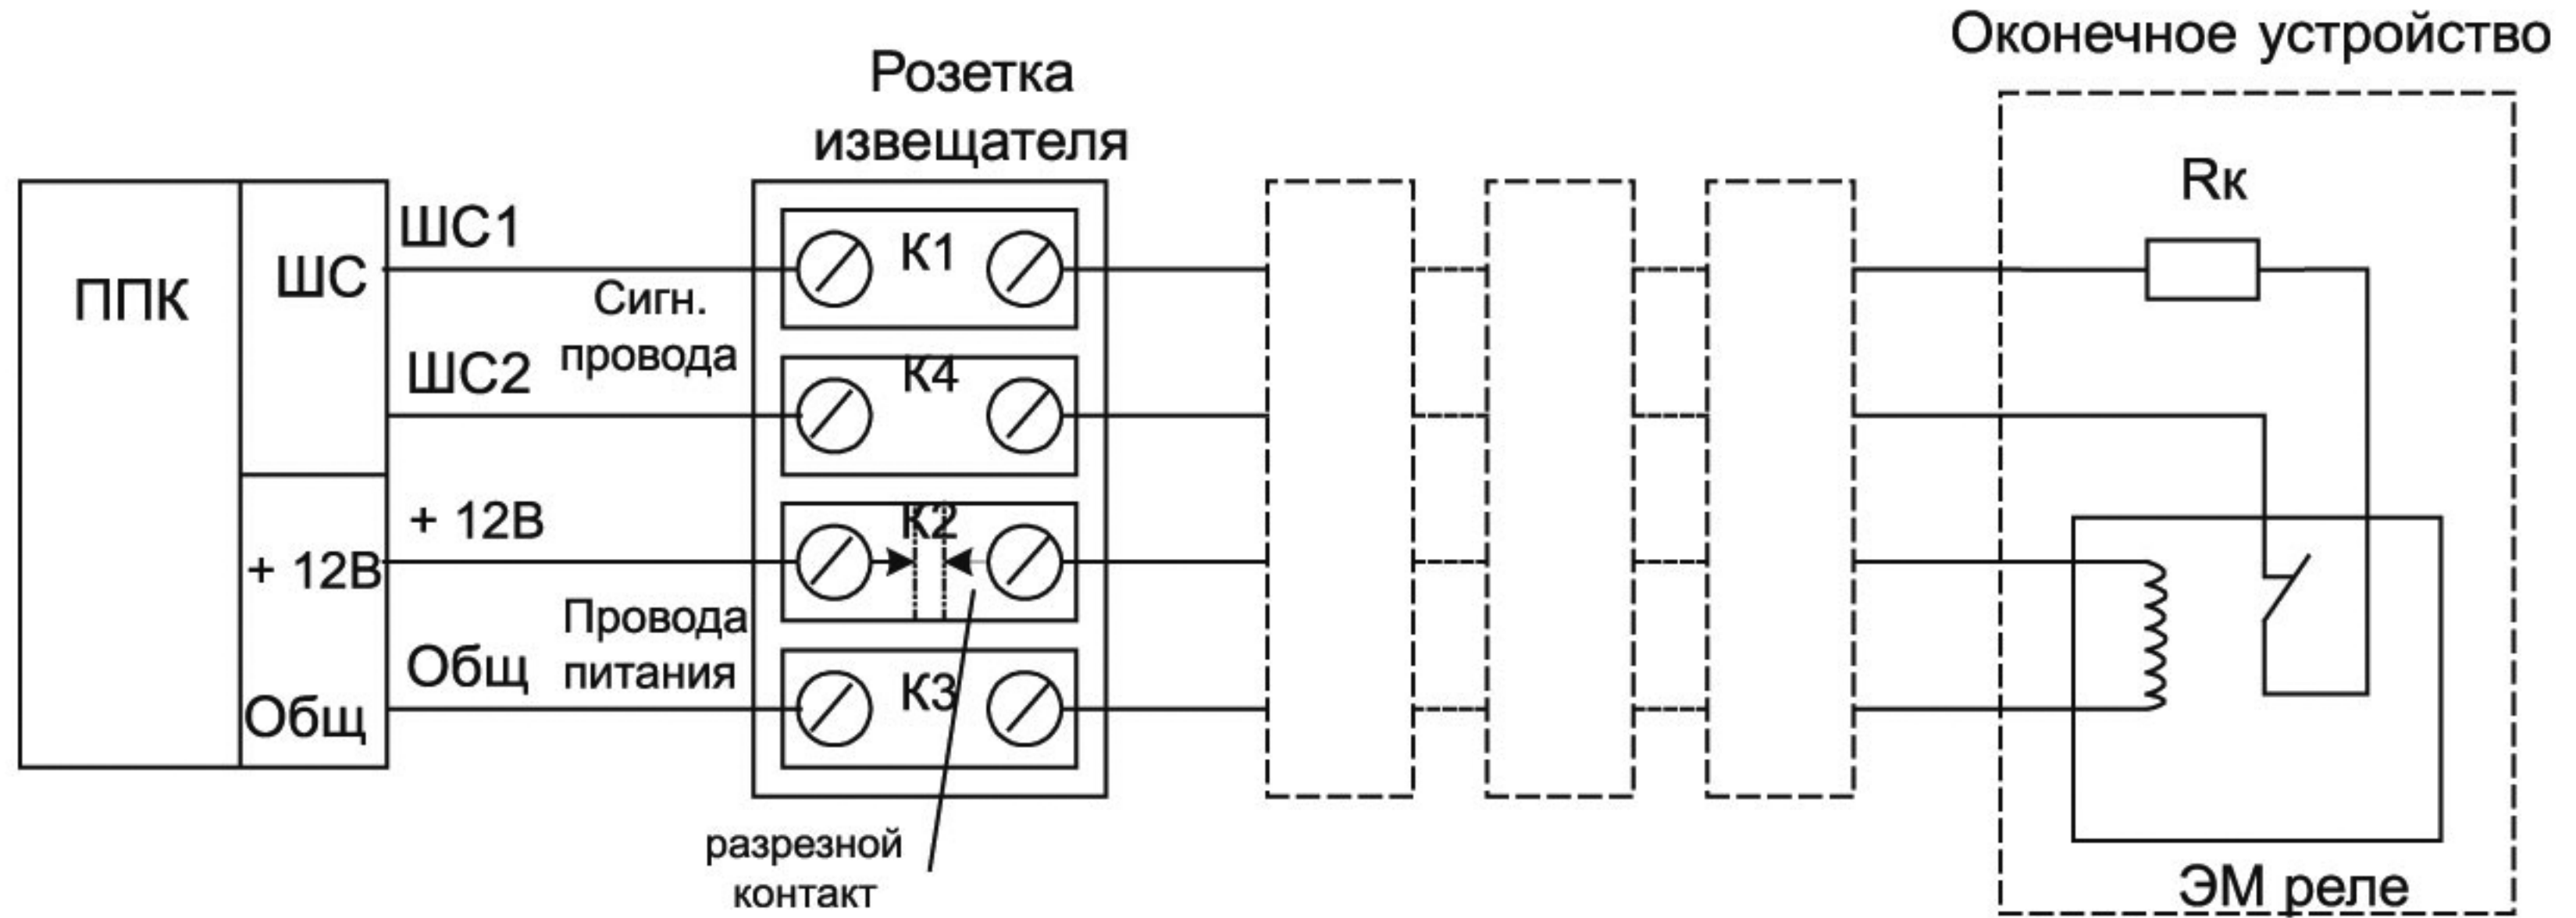 Оконечное устройство
Розетка
извещателя
Rк
ППК
ШС
ШС1
К1
Сигн.
провода
ШС2
К4
+ 12В
+ 12В
К2
Провода
питания
Общ
Общ
К3
разрезной
контакт
ЭМ реле